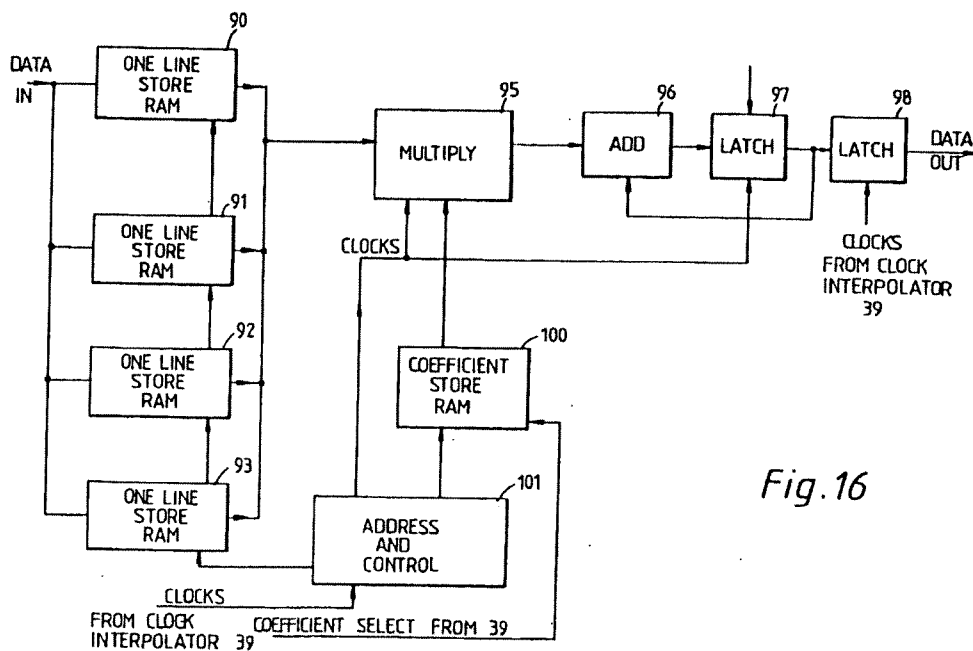 90
DATA
IN
ONE LINE
STORE
RAM
95
MULTIPLY
96
ADD
97
LATCH
98
LATCH
DATA
OUT
91
ONE LINE
STORE
RAM
CLOCKS
CLOCKS
FROM CLOCK
INTERPOLATOR
39
92
ONE LINE
STORE
RAM
100
COEFFICIENT
STORE
RAM
93
ONE LINE
STORE
RAM
101
ADDRESS
AND
CONTROL
Fig.16
CLOCKS
FROM CLOCK
INTERPOLATOR 39
COEFFICIENT SELECT FROM 39